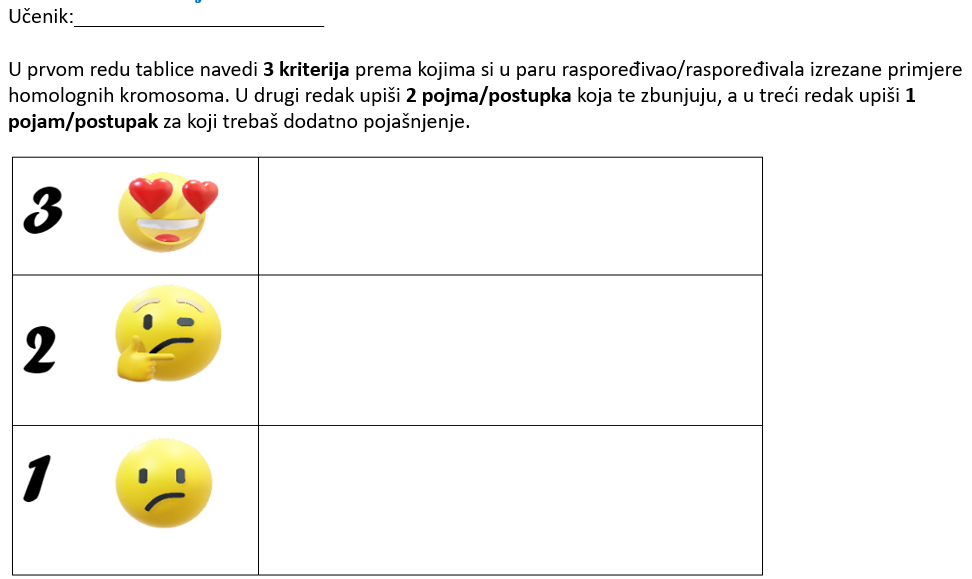 Učenik:_______________________
U prvom redu tablice navedi 3 kriterija prema kojima si u paru raspoređivao/raspoređivala izrezane primjere
homolognih kromosoma. U drugi redak upiši 2 pojma/postupka koja te zbunjuju, a u treći redak upiši 1
pojam/postupak za koji trebaš dodatno pojašnjenje.
3
2
1